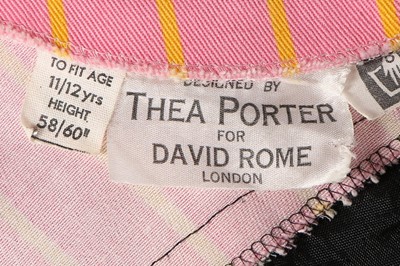 TO FIT AGE
11/12 yrs
HEIGHT
58/60"
DESIGNED BY
THEA PORTER
FOR
DAVID ROME
LONDON